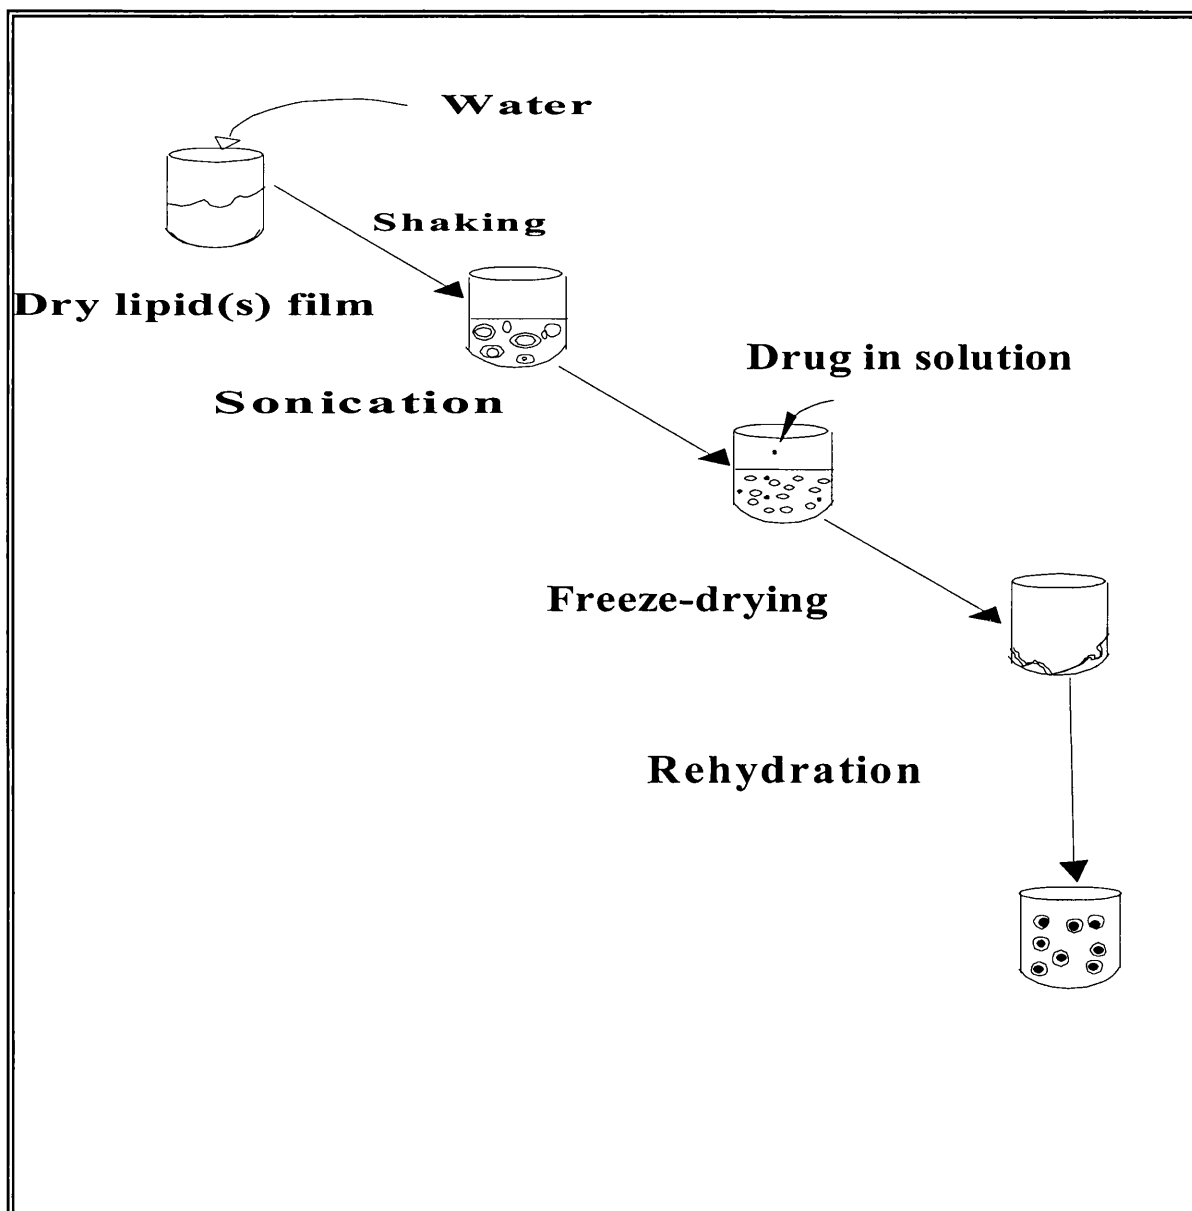 Water
Shaking
Dry lipid(s) film
Drug in solution
Sonication
Freeze-drying
Rehydration